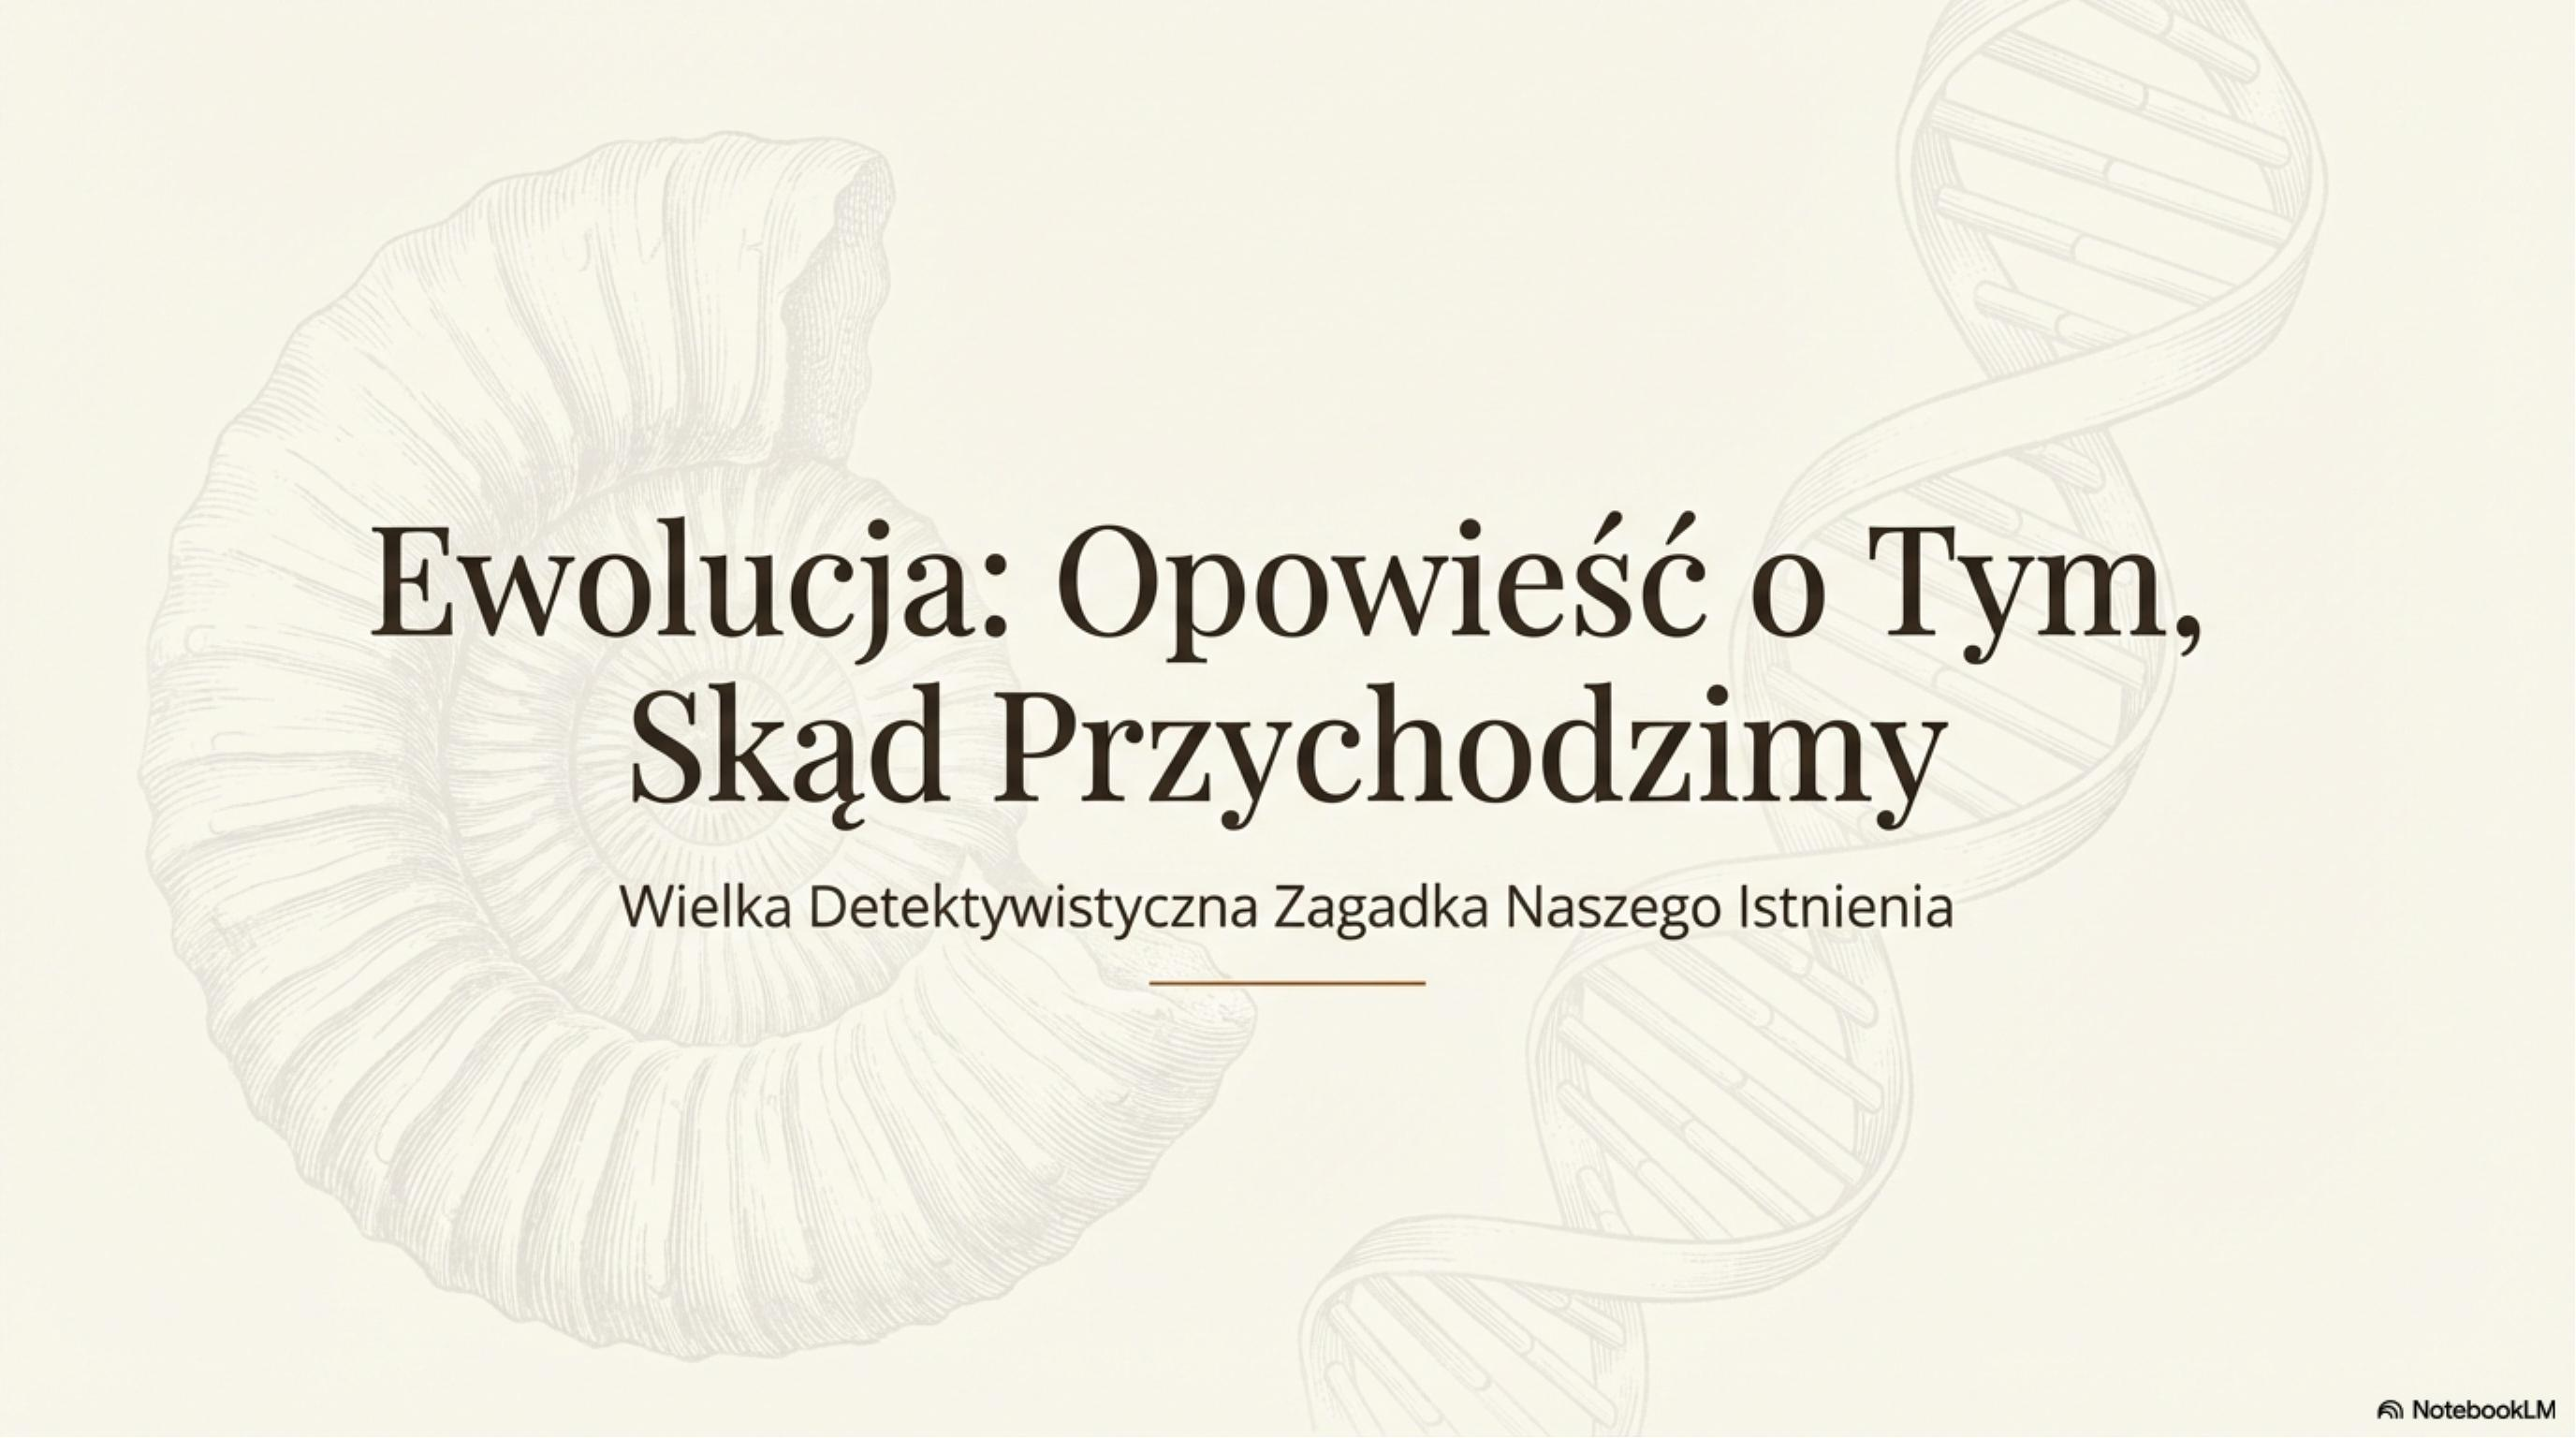 Ewolucja: Opowieść o Tym,
Skąd Przychodzimy
Wielka Detektywistyczna Zagadka Naszego Istnienia
NotebookLM